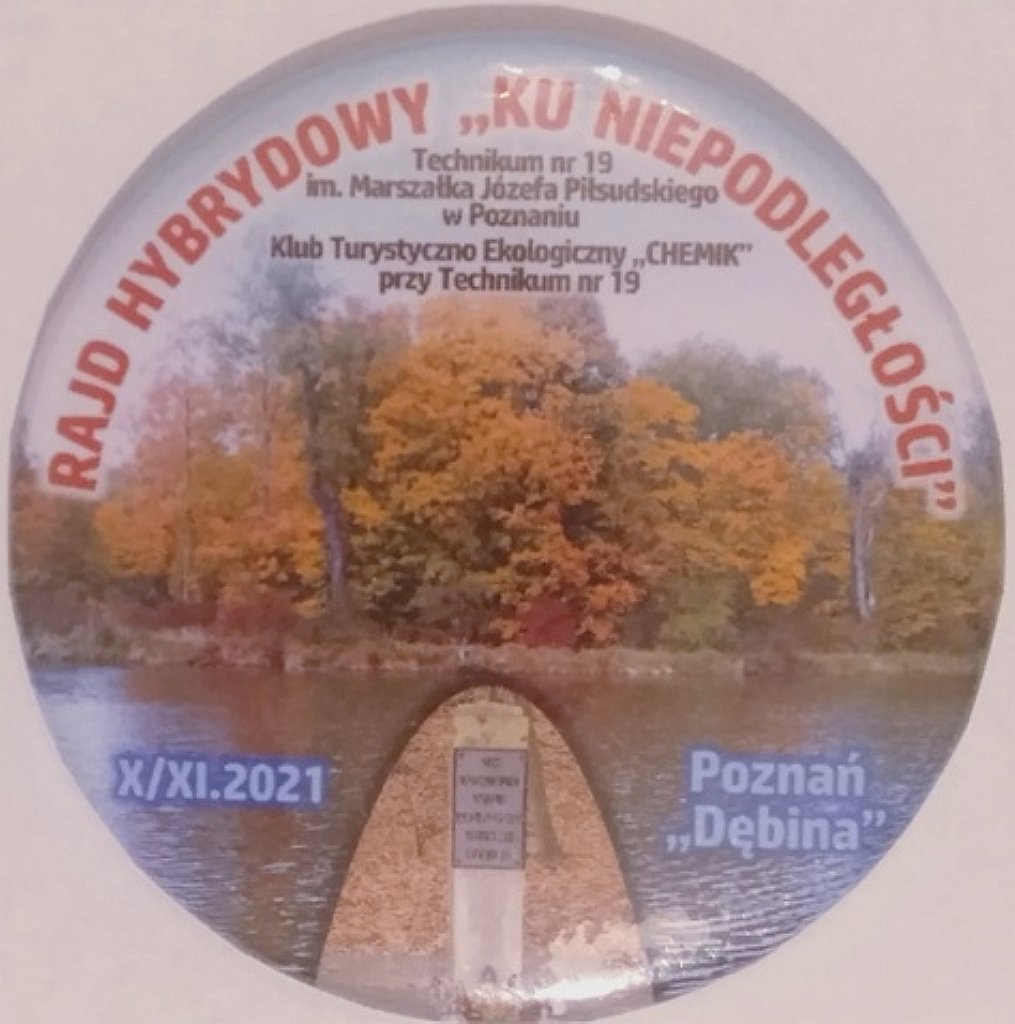 RAJD HYBRYDOWY „KU NIEPODLEGŁOŚCI”
Technikum nr 19
im. Marszałka Józefa Piłsudskiego
w Poznaniu
Klub Turystyczno Ekologiczny „CHEMIK”
przy Technikum nr 19
X/XI.2021
Poznań
„Dębina”